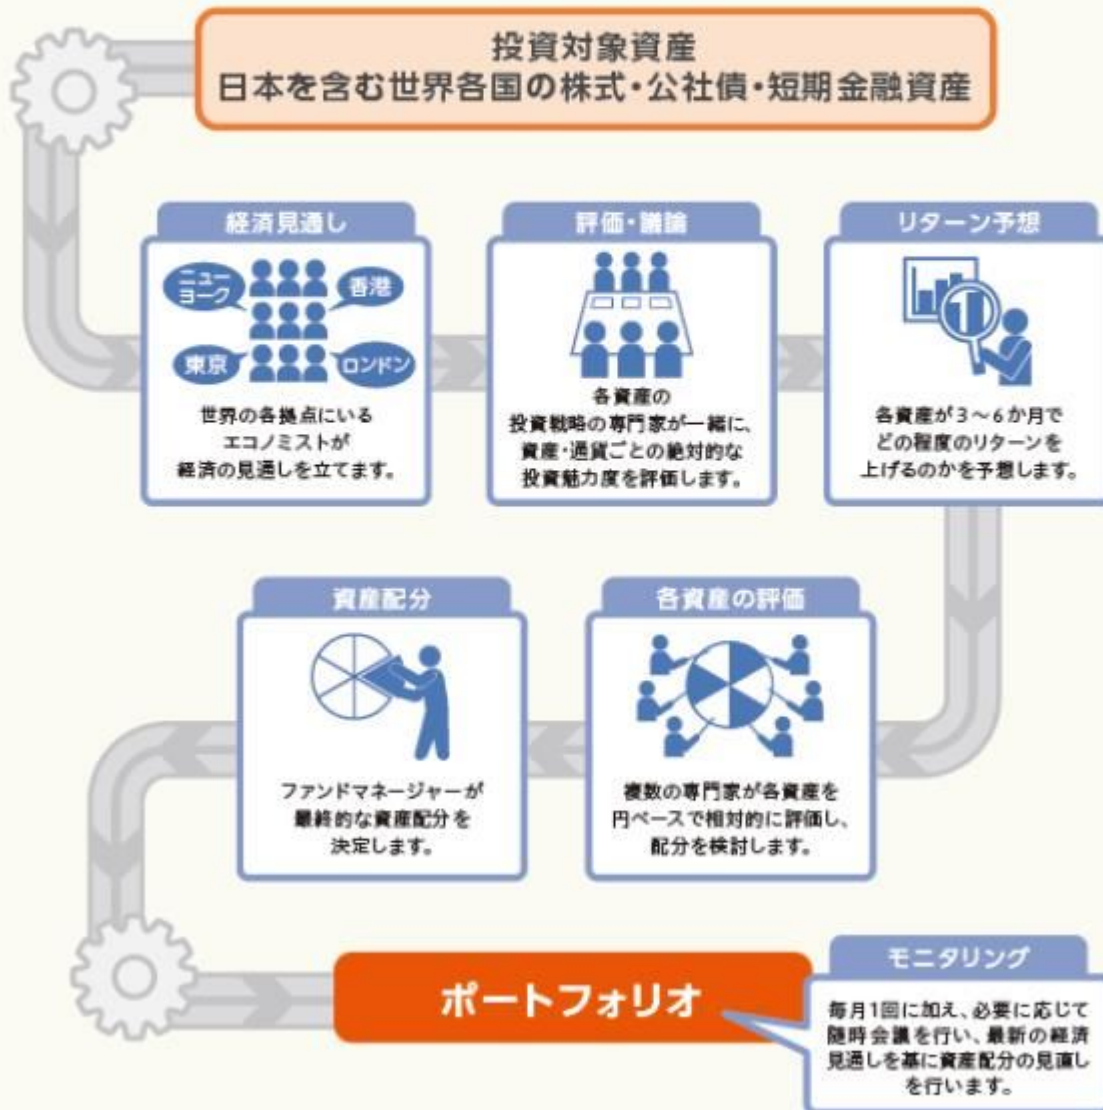 投資対象資産
日本を含む世界各国の株式・公社債・短期金融資産
経済見通し
ニュー
ヨーク
香港
東京
ロンドン
世界の各拠点にいる
エコノミストが
経済の見通しを立てます。
評価・議論
各資産の
投資戦略の専門家が一緒に、
資産・通貨ごとの絶対的な
投資魅力度を評価します。
リターン予想
各資産が3～6か月で
どの程度のリターンを
上げるのかを予想します。
各資産の評価
複数の専門家が各資産を
円ベースで相対的に評価し、
配分を検討します。
資産配分
ファンドマネージャーが
最終的な資産配分を
決定します。
ポートフォリオ
モニタリング
毎月1回に加え、必要に応じて
随時会議を行い、最新の経済
見通しを基に資産配分の見直し
を行います。